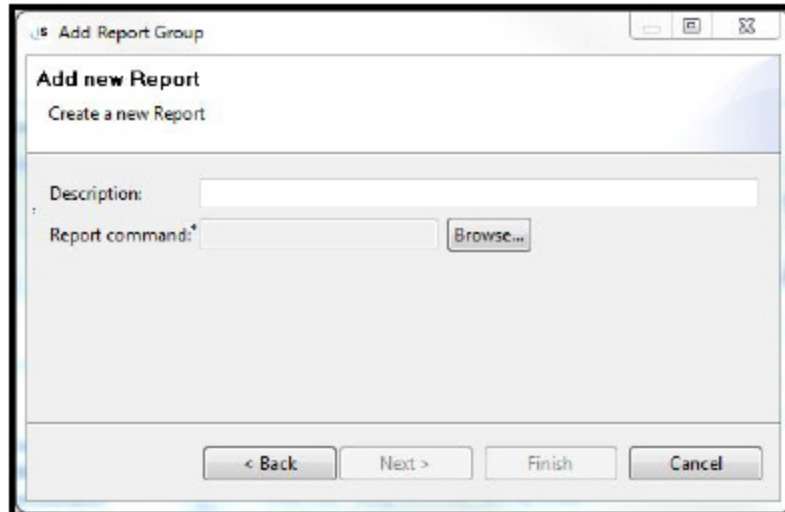 Add Report Group
Add new Report
Create a new Report
Description:
Report command:*
Browse...
< Back
Next >
Finish
Cancel